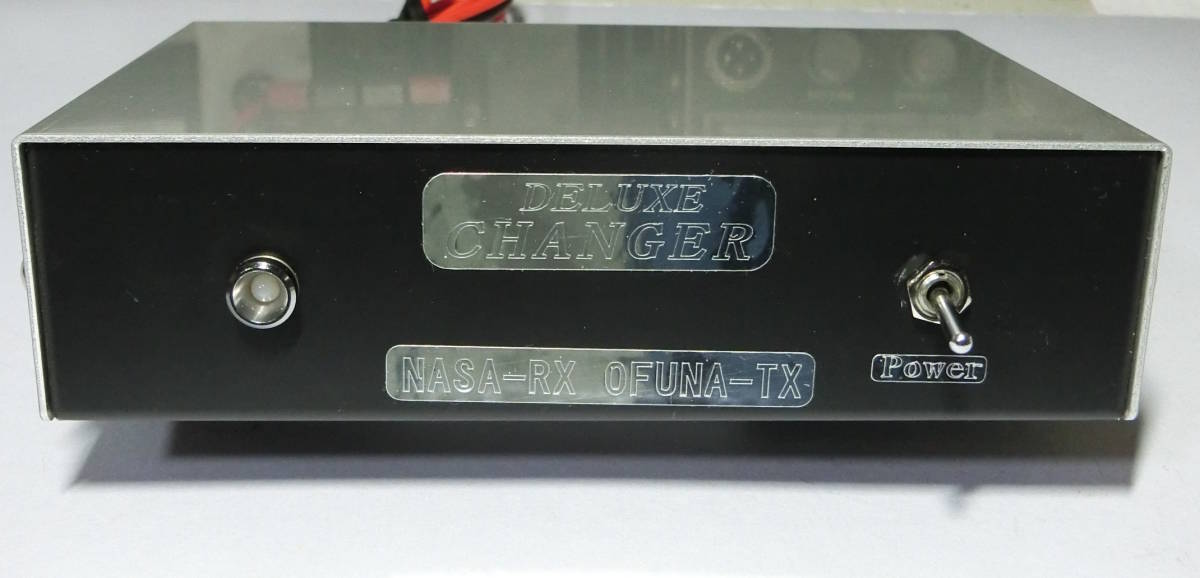 DELUXE
CHANGER
NASA-RX OFUNA-TX
Power